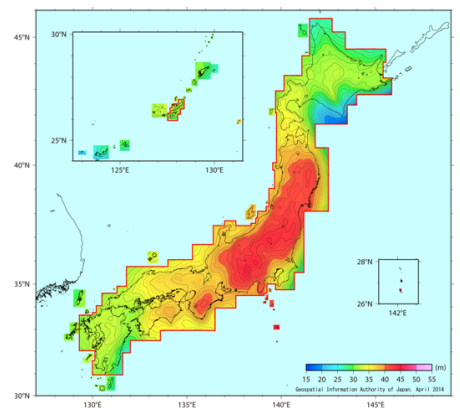 45°N
30°N
25°N
125°E
130°E
40°N
35°N
28°N
26°N
142°E
(m)
15 20 25 30 35 40 45 50 55
Geospatial Information Authority of Japan, April 2014
30°N
130°E
135°E
140°E
145°E